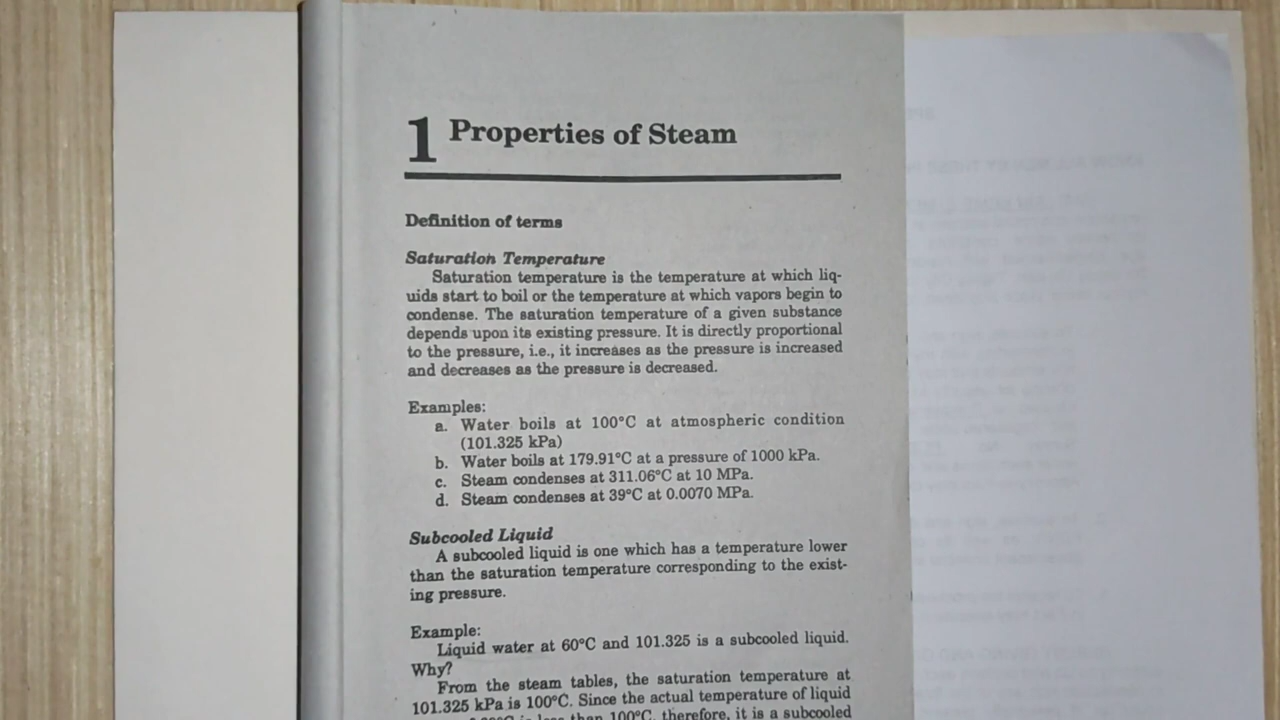 1 Properties of Steam
Definition of terms
Saturation Temperature
Saturation temperature is the temperature at which liq-
uids start to boil or the temperature at which vapors begin to
condense. The saturation temperature of a given substance
depends upon its existing pressure. It is directly proportional
to the pressure, i.e., it increases as the pressure is increased
and decreases as the pressure is decreased.
Examples:
a. Water boils at 100°C at atmospheric condition
(101.325 kPa)
b. Water boils at 179.91°C at a pressure of 1000 kPa.
c. Steam condenses at 311.06°C at 10 MPa.
d. Steam condenses at 39°C at 0.0070 MPa.
Subcooled Liquid
A subcooled liquid is one which has a temperature lower
than the saturation temperature corresponding to the exist-
ing pressure.
Example:
Liquid water at 60°C and 101.325 is a subcooled liquid.
Why?
From the steam tables, the saturation temperature at
101.325 kPa is 100°C. Since the actual temperature of liquid
than 100°C, therefore, it is a subcooled